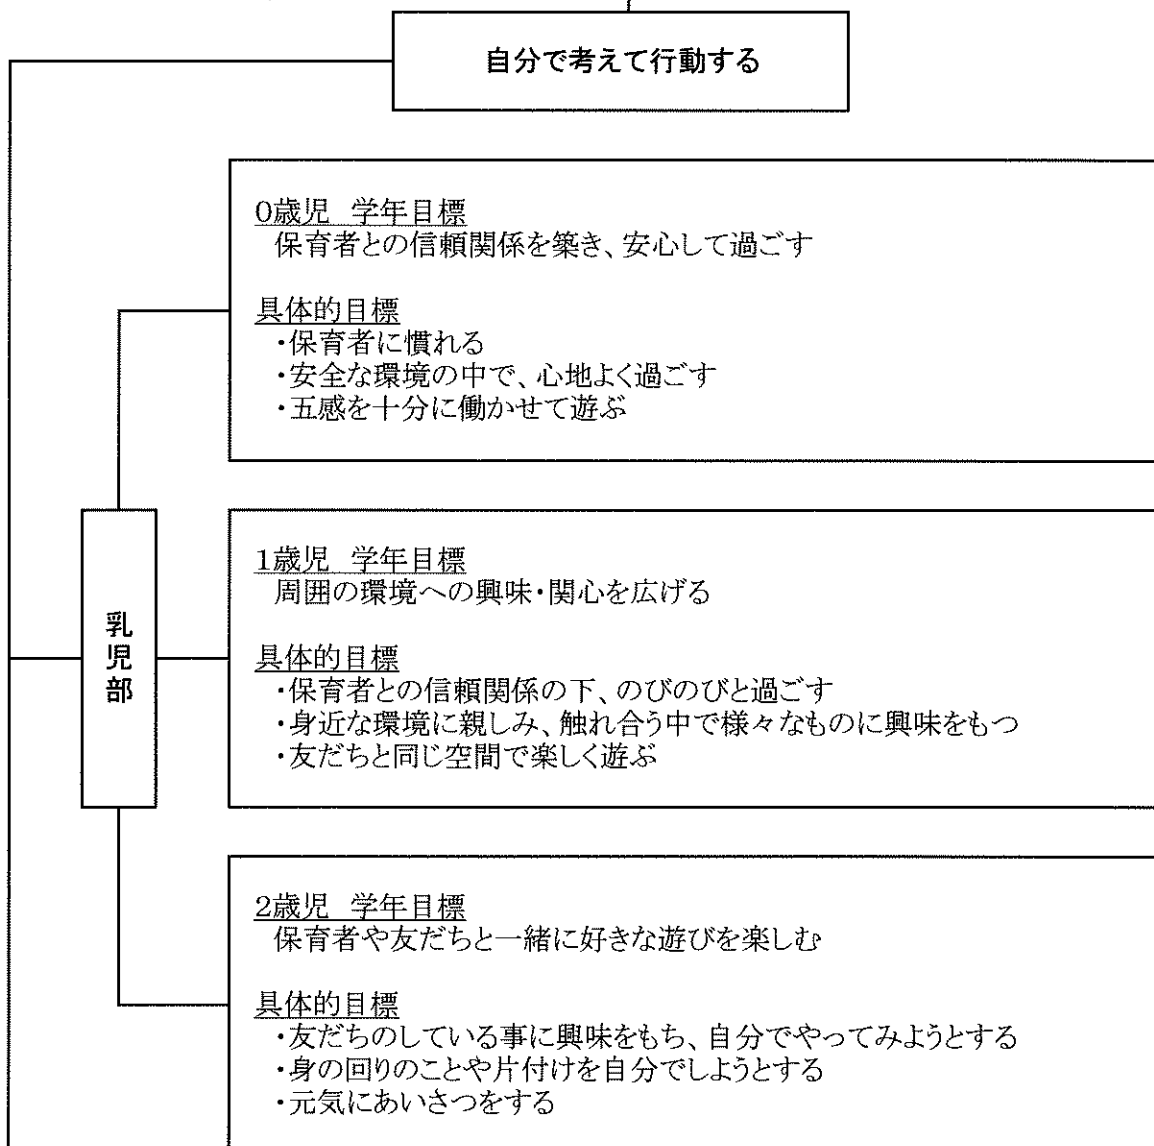 自分で考えて行動する
0歳児 学年目標
保育者との信頼関係を築き、安心して過ごす
具体的目標
・保育者に慣れる
・安全な環境の中で、心地よく過ごす
・五感を十分に働かせて遊ぶ
乳児部
1歳児 学年目標
周囲の環境への興味・関心を広げる
具体的目標
・保育者との信頼関係の下、のびのびと過ごす
・身近な環境に親しみ、触れ合う中で様々なものに興味をもつ
・友だちと同じ空間で楽しく遊ぶ
2歳児 学年目標
保育者や友だちと一緒に好きな遊びを楽しむ
具体的目標
・友だちのしている事に興味をもち、自分でやってみようとする
・身の回りのことや片付けを自分でしようとする
・元気にあいさつをする